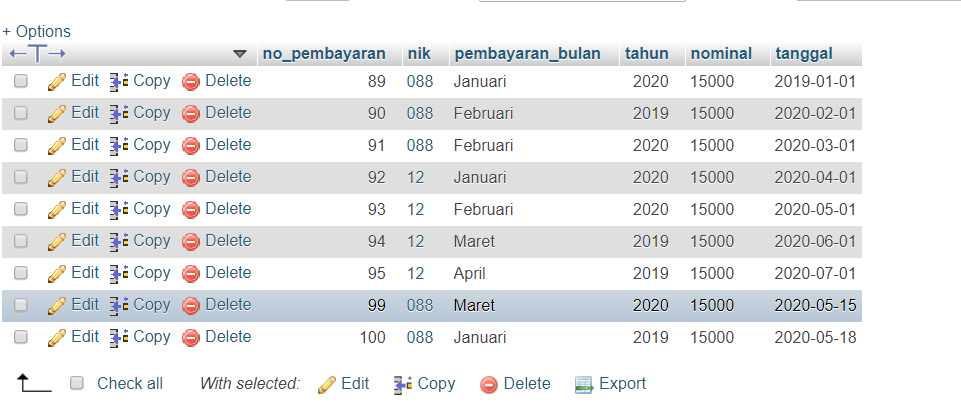 + Options
←T→ ▼ no_pembayaran nik pembayaran_bulan tahun nominal tanggal
Edit Copy Delete 89 088 Januari 2020 15000 2019-01-01
Edit Copy Delete 90 088 Februari 2019 15000 2020-02-01
Edit Copy Delete 91 088 Februari 2020 15000 2020-03-01
Edit Copy Delete 92 12 Januari 2020 15000 2020-04-01
Edit Copy Delete 93 12 Februari 2020 15000 2020-05-01
Edit Copy Delete 94 12 Maret 2019 15000 2020-06-01
Edit Copy Delete 95 12 April 2019 15000 2020-07-01
Edit Copy Delete 99 088 Maret 2020 15000 2020-05-15
Edit Copy Delete 100 088 Januari 2019 15000 2020-05-18
Check all With selected: Edit Copy Delete Export